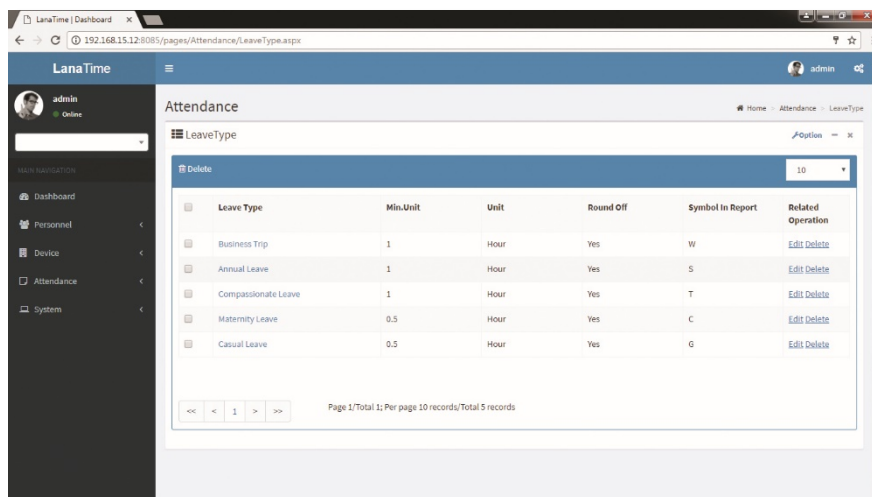 LanaTime | Dashboard
192.168.15.12:8085/pages/Attendance/LeaveType.aspx
LanaTime
admin
admin
Online
Attendance
Home > Attendance > LeaveType
LeaveType
Option
MAIN NAVIGATION
Delete
10
Dashboard
Personnel
Device
Attendance
System
Leave Type Min.Unit Unit Round Off Symbol In Report Related Operation
Business Trip 1 Hour Yes W Edit Delete
Annual Leave 1 Hour Yes S Edit Delete
Compassionate Leave 1 Hour Yes T Edit Delete
Maternity Leave 0.5 Hour Yes C Edit Delete
Casual Leave 0.5 Hour Yes G Edit Delete
<< < 1 > >> Page 1/Total 1; Per page 10 records/Total 5 records